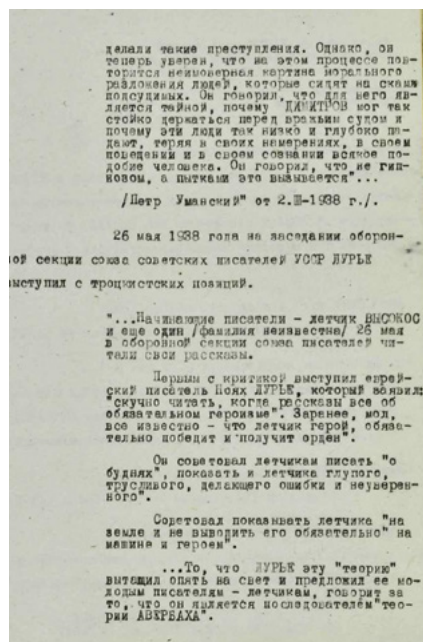 делали такие преступления. Однако, он
теперь уверен, что на этом процессе пов-
торится неимоверная картина морального
разложения людей, которые сидят на скамье
подсудимых. Он говорил, что для него яв-
ляется тайной, почему ДИМИТРОВ мог так
стойко держаться перед вражьим судом и
почему эти люди так низко и глубоко па-
дают, теряя в своих намерениях, в своем
поведении и в своем сознании всякое по-
добие человека. Он говорил, что не гип-
нозом, а пытками это вызывается"...
/Петр Уманский" от 2.III-1938 г./.
26 мая 1938 года на заседании оборон-
ной секции союза советских писателей УССР ЛУРЬЕ
выступил с троцкистских позиций.
"...Начинающие писатели - летчик ВЫСОКОС
и еще один /фамилия неизвестна/ 26 мая
в оборонной секции союза писателей чи-
тали свои рассказы.
Первым с критикой выступил еврей-
ский писатель Ноях ЛУРЬЕ, который заявил:
"скучно читать, когда рассказы все об
обязательном героизме". Заранее, мол,
все известно - что летчик герой, обяза-
тельно победит и получит орден".
Он советовал летчикам писать "о
буднях", показать и летчика глупого,
трусливого, делающего ошибки и неуверен-
ного".
Советовал показывать летчика "на
земле и не выводить его обязательно" на
машине и героем".
...То, что ЛУРЬЕ эту "теорию"
вытащил опять на свет и предложил ее мо-
лодым писателям - летчикам, говорит за
то, что он является последователем "тео-
рии АВЕРБАХА".